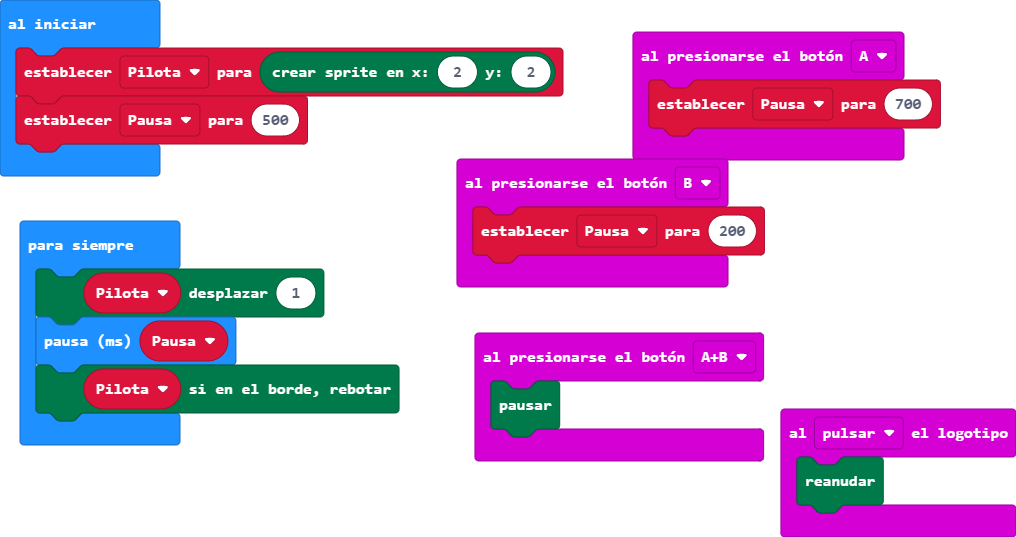 al iniciar
establecer Pilota para crear sprite en x: 2 y: 2
establecer Pausa para 500
al presionarse el botón A
establecer Pausa para 700
al presionarse el botón B
establecer Pausa para 200
para siempre
Pilota desplazar 1
pausa (ms) Pausa
Pilota si en el borde, rebotar
al presionarse el botón A+B
pausar
al pulsar el logotipo
reanudar